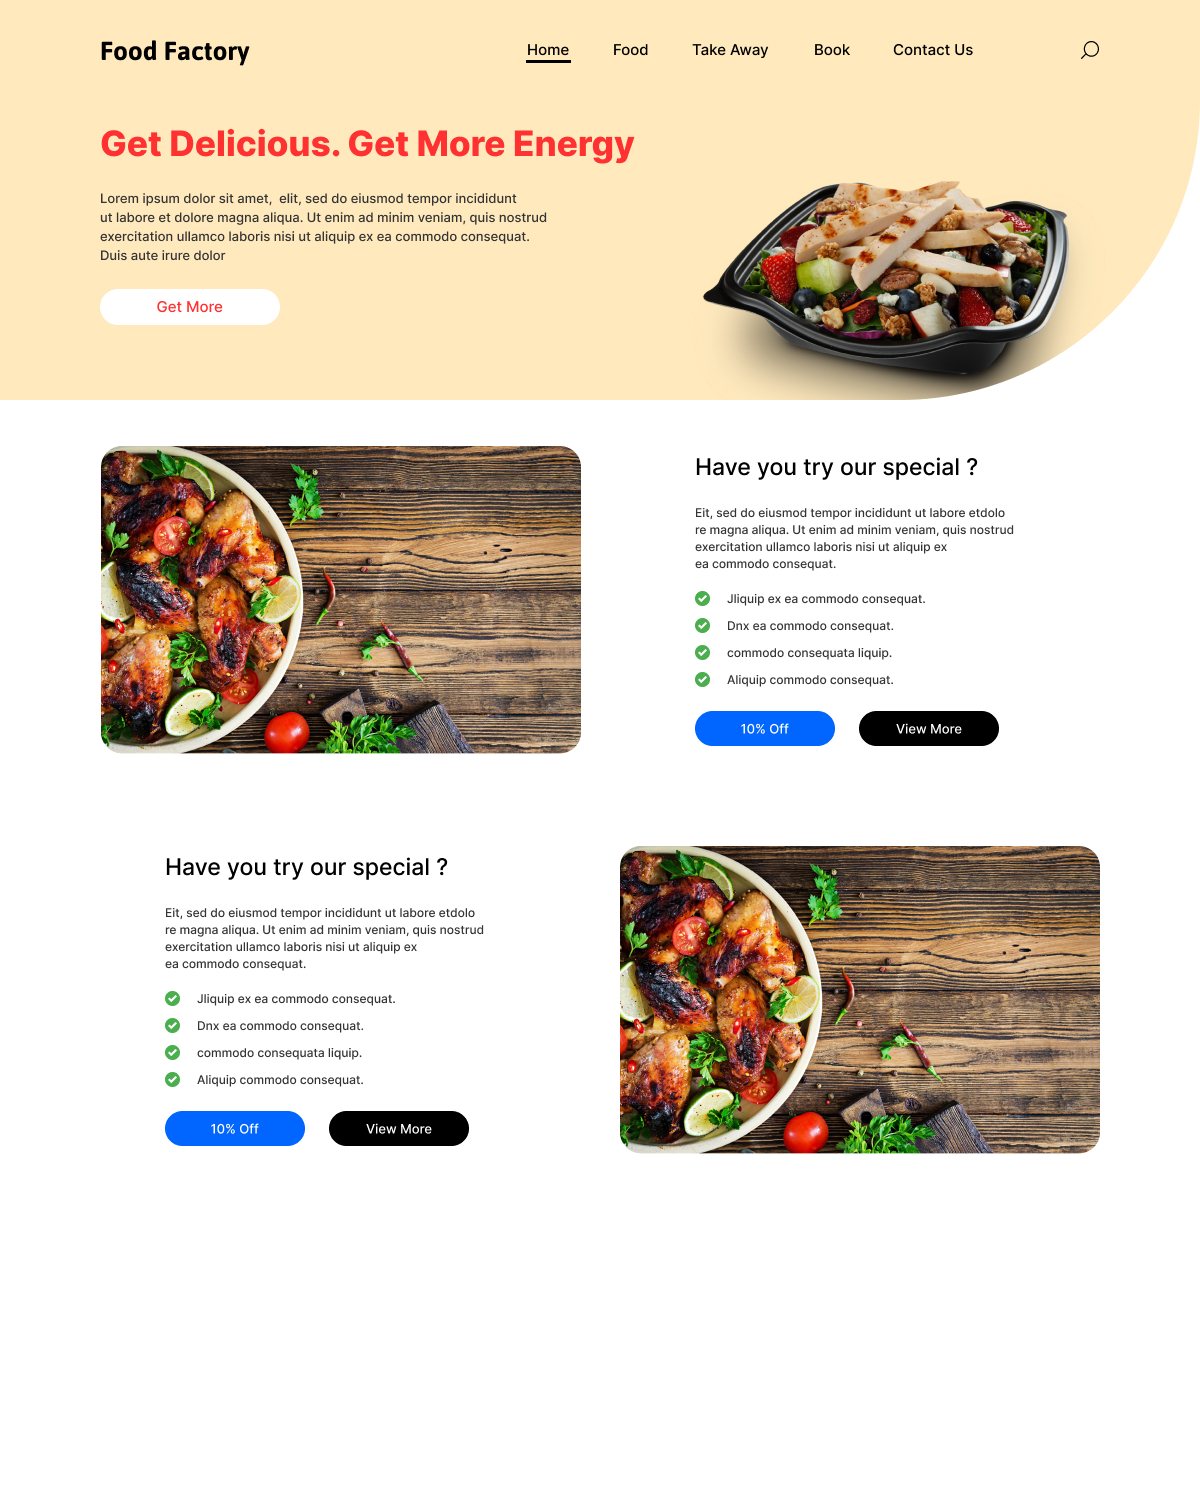 Food Factory
Home
Food
Take Away
Book
Contact Us
Get Delicious. Get More Energy
Lorem ipsum dolor sit amet,  elit, sed do eiusmod tempor incididunt
ut labore et dolore magna aliqua. Ut enim ad minim veniam, quis nostrud
exercitation ullamco laboris nisi ut aliquip ex ea commodo consequat.
Duis aute irure dolor
Get More
Have you try our special ?
Eit, sed do eiusmod tempor incididunt ut labore etdolo
re magna aliqua. Ut enim ad minim veniam, quis nostrud
exercitation ullamco laboris nisi ut aliquip ex
ea commodo consequat.
Jliquip ex ea commodo consequat.
Dnx ea commodo consequat.
commodo consequata liquip.
Aliquip commodo consequat.
10% Off
View More
Have you try our special ?
Eit, sed do eiusmod tempor incididunt ut labore etdolo
re magna aliqua. Ut enim ad minim veniam, quis nostrud
exercitation ullamco laboris nisi ut aliquip ex
ea commodo consequat.
Jliquip ex ea commodo consequat.
Dnx ea commodo consequat.
commodo consequata liquip.
Aliquip commodo consequat.
10% Off
View More